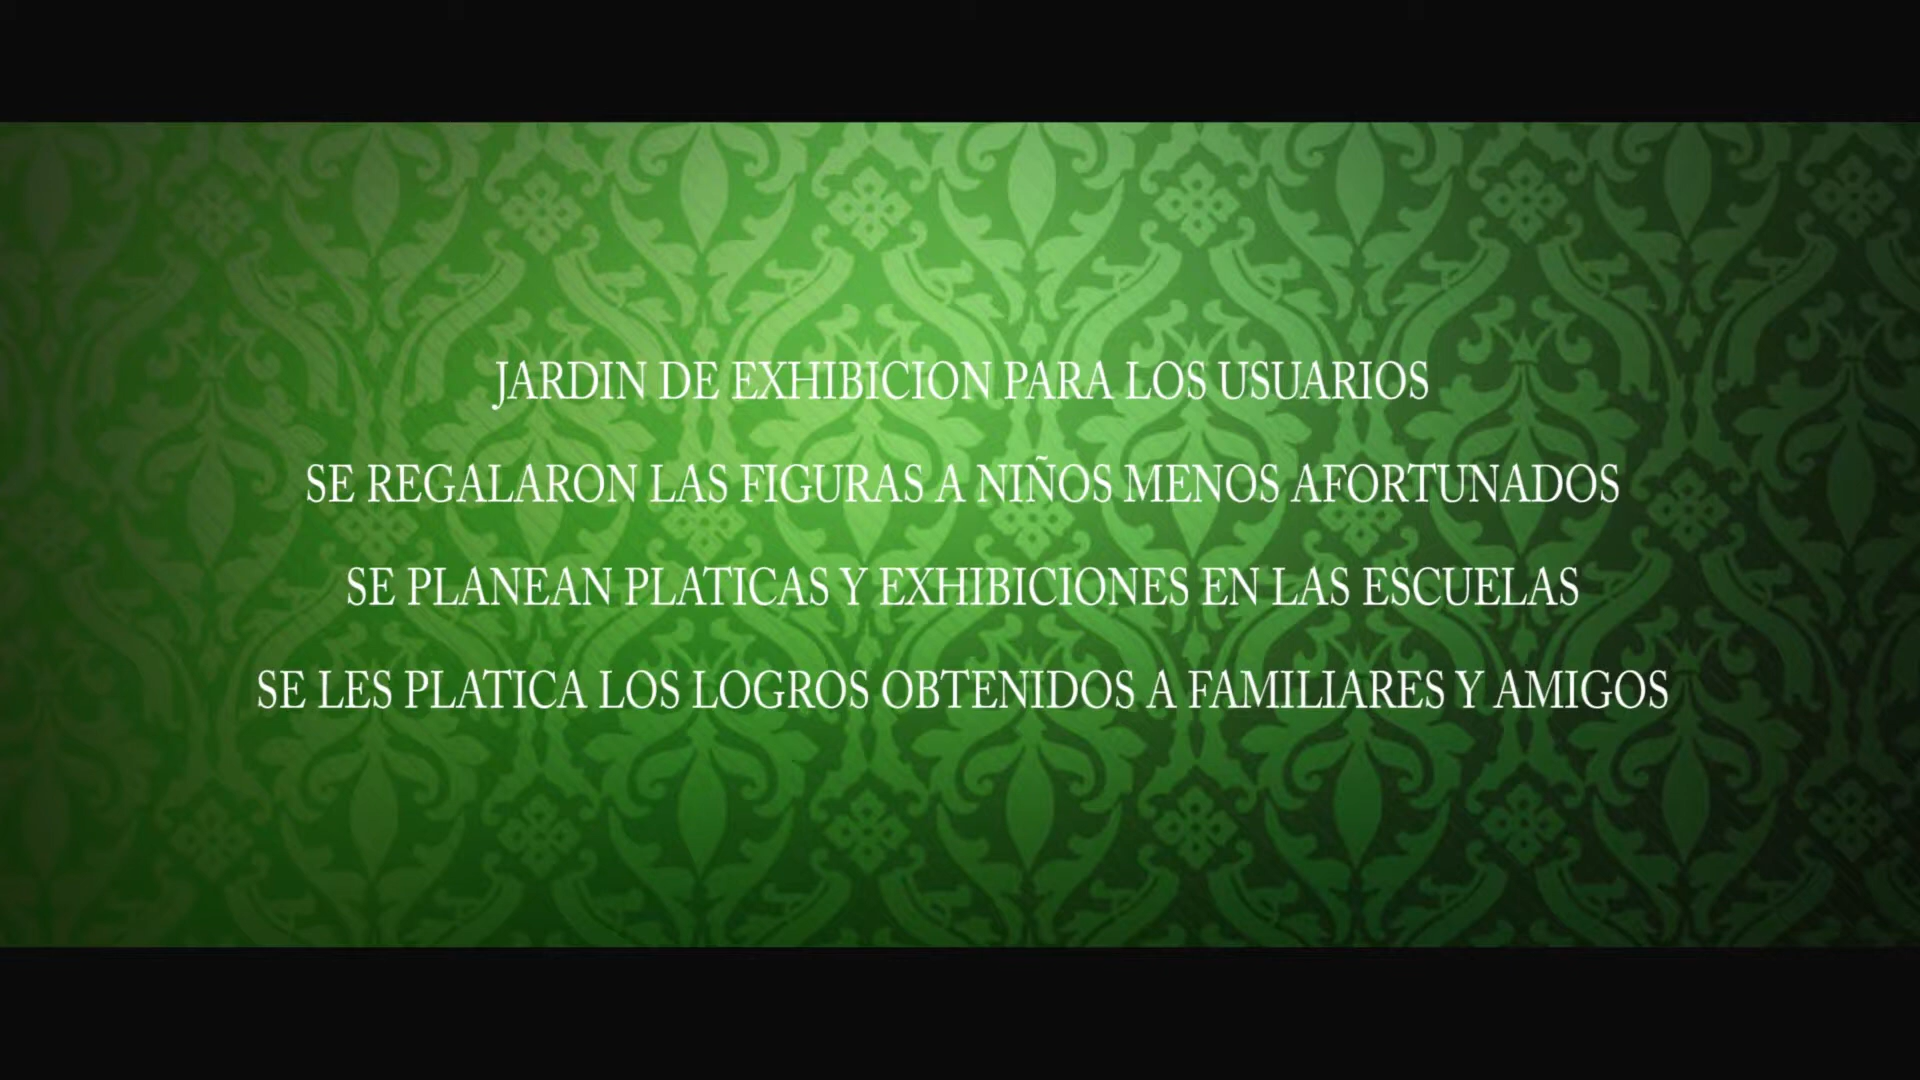 JARDIN DE EXHIBICION PARA LOS USUARIOS
SE REGALARON LAS FIGURAS A NIÑOS MENOS AFORTUNADOS
SE PLANEAN PLATICAS Y EXHIBICIONES EN LAS ESCUELAS
SE LES PLATICA LOS LOGROS OBTENIDOS A FAMILIARES Y AMIGOS